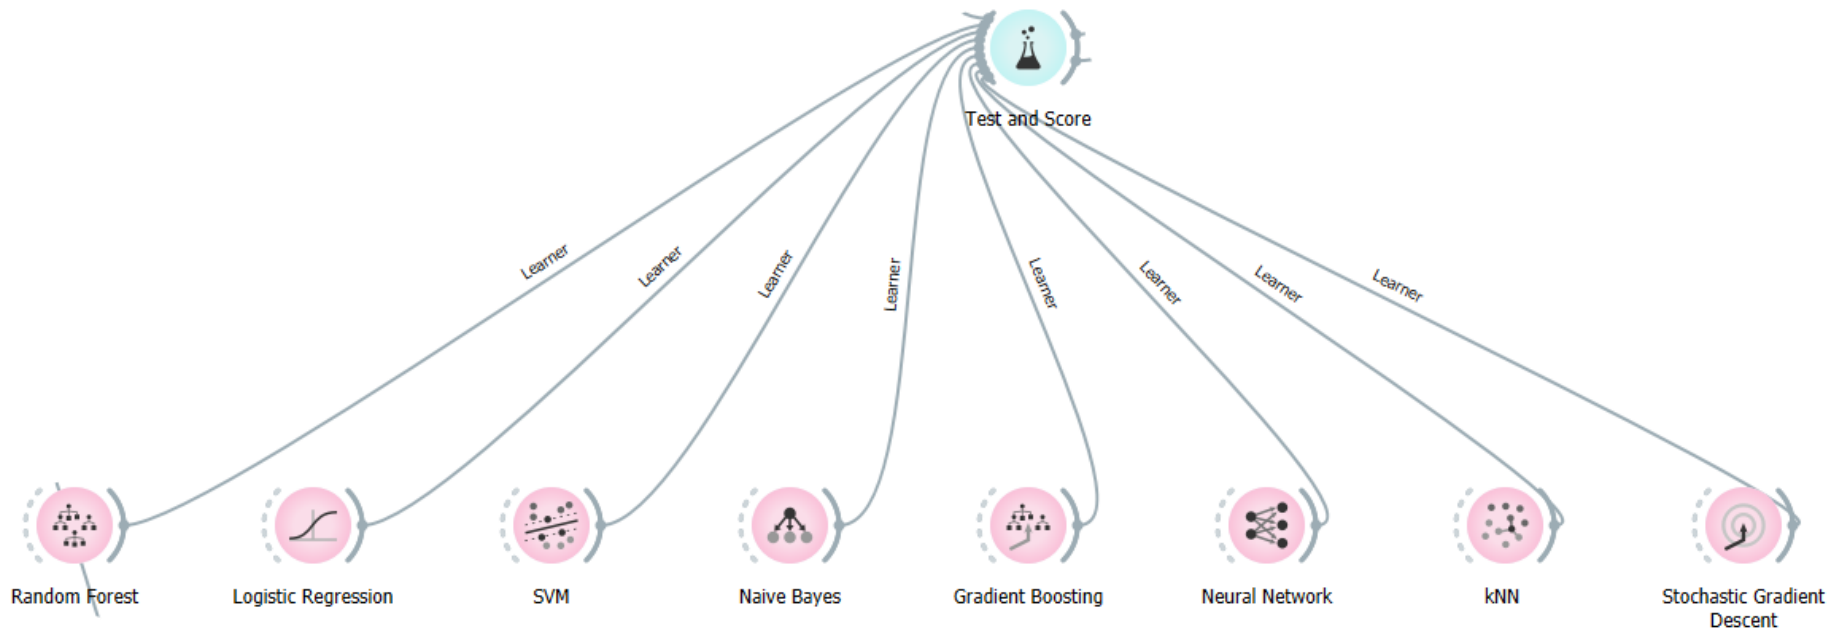 Test and Score
Learner
Learner
Learner
Learner
Learner
Learner
Learner
Learner
Random Forest
Logistic Regression
SVM
Naive Bayes
Gradient Boosting
Neural Network
kNN
Stochastic Gradient
Descent